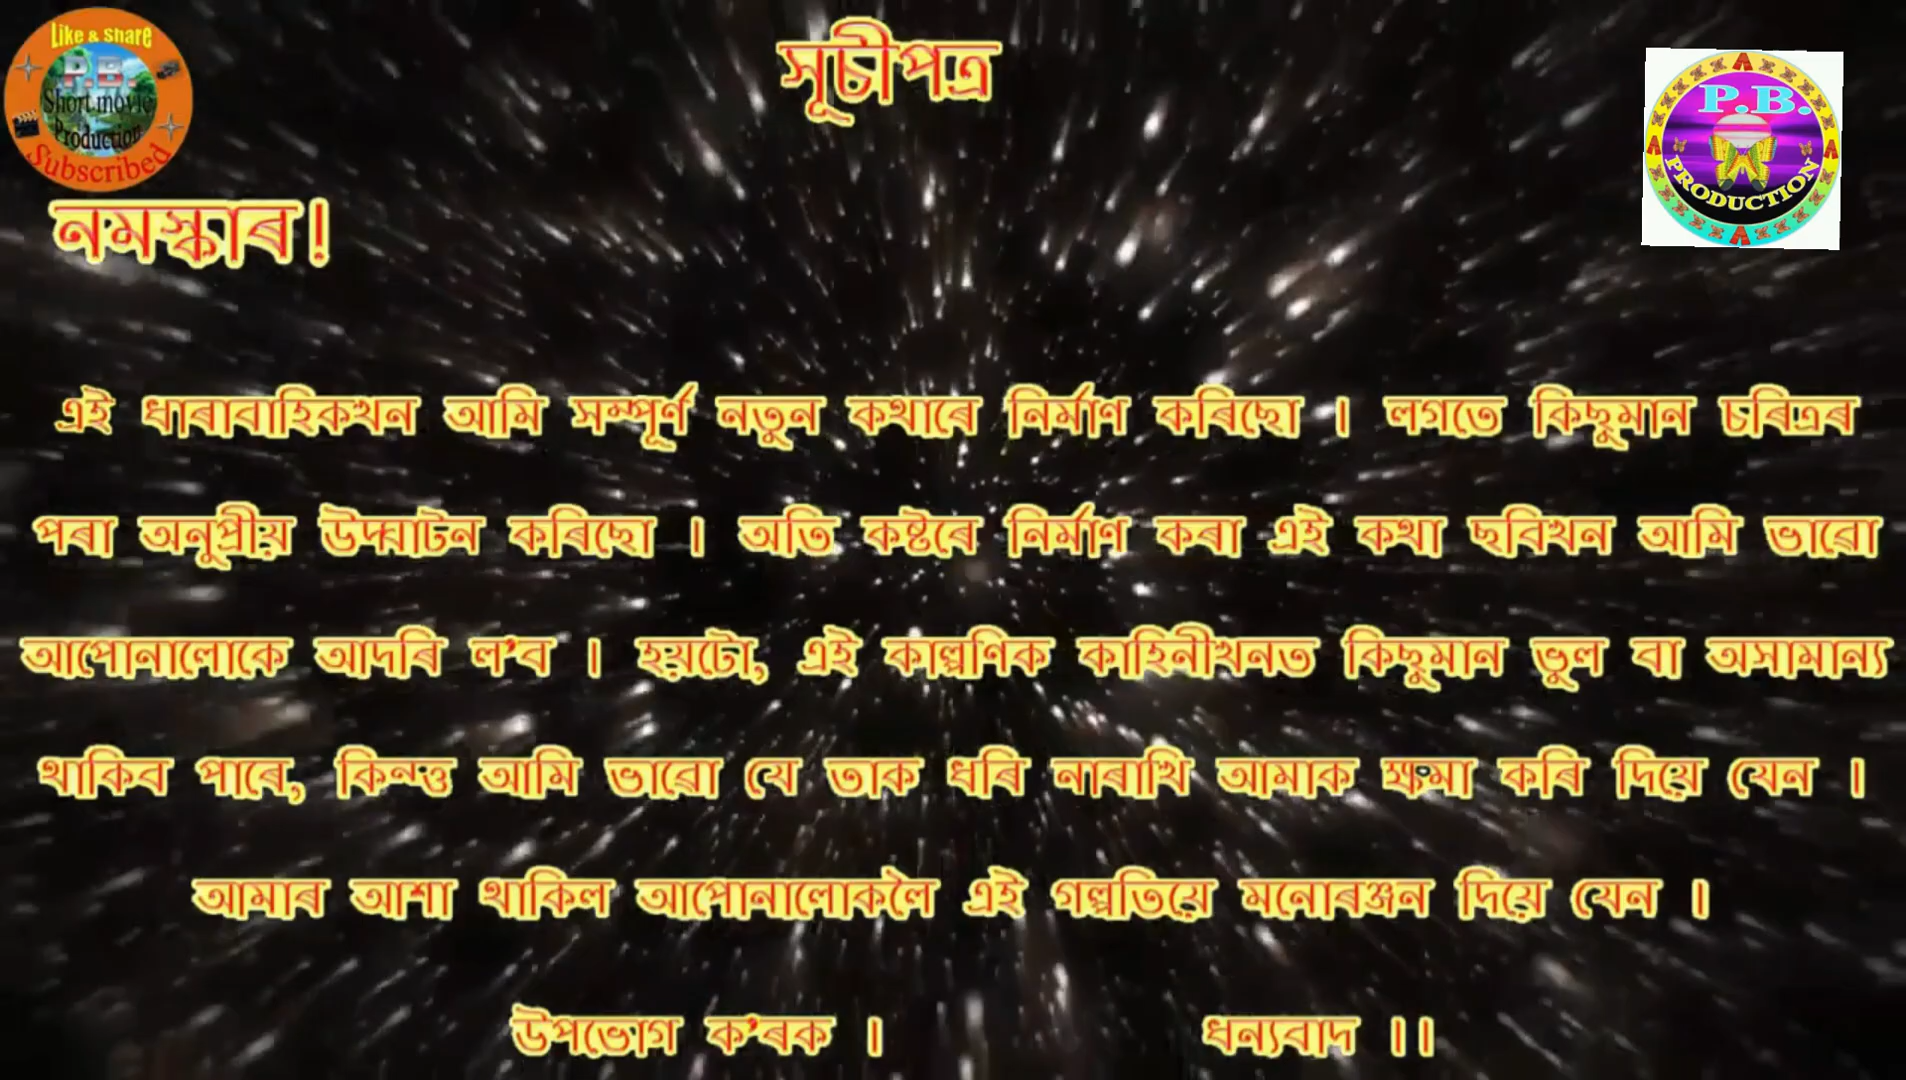 Like & share
P.B.
Short movie
Production
Subscribed
সূচীপত্ৰ
P.B.
PRODUCTION
নমস্কাৰ!
এই ধাৰাবাহিকখন আমি সম্পূৰ্ণ নতুন কথাৰে নিৰ্মাণ কৰিছো । লগতে কিছুমান চৰিত্ৰৰ
পৰা অনুপ্ৰীয় উদ্ঘাটন কৰিছো । অতি কষ্টৰে নিৰ্মাণ কৰা এই কথা ছবিখন আমি ভাৱো
আপোনালোকে আদৰি ল’ব । হয়টো, এই কাল্পণিক কাহিনীখনত কিছুমান ভুল বা অসামান্য
থাকিব পাৰে, কিন্তু আমি ভাৱো যে তাক ধৰি নাৰাখি আমাক ক্ষমা কৰি দিয়ে যেন ।
আমাৰ আশা থাকিল আপোনালোকলৈ এই গল্পতিয়ে মনোৰঞ্জন দিয়ে যেন ।
উপভোগ ক’ৰক । ধন্যবাদ ।।